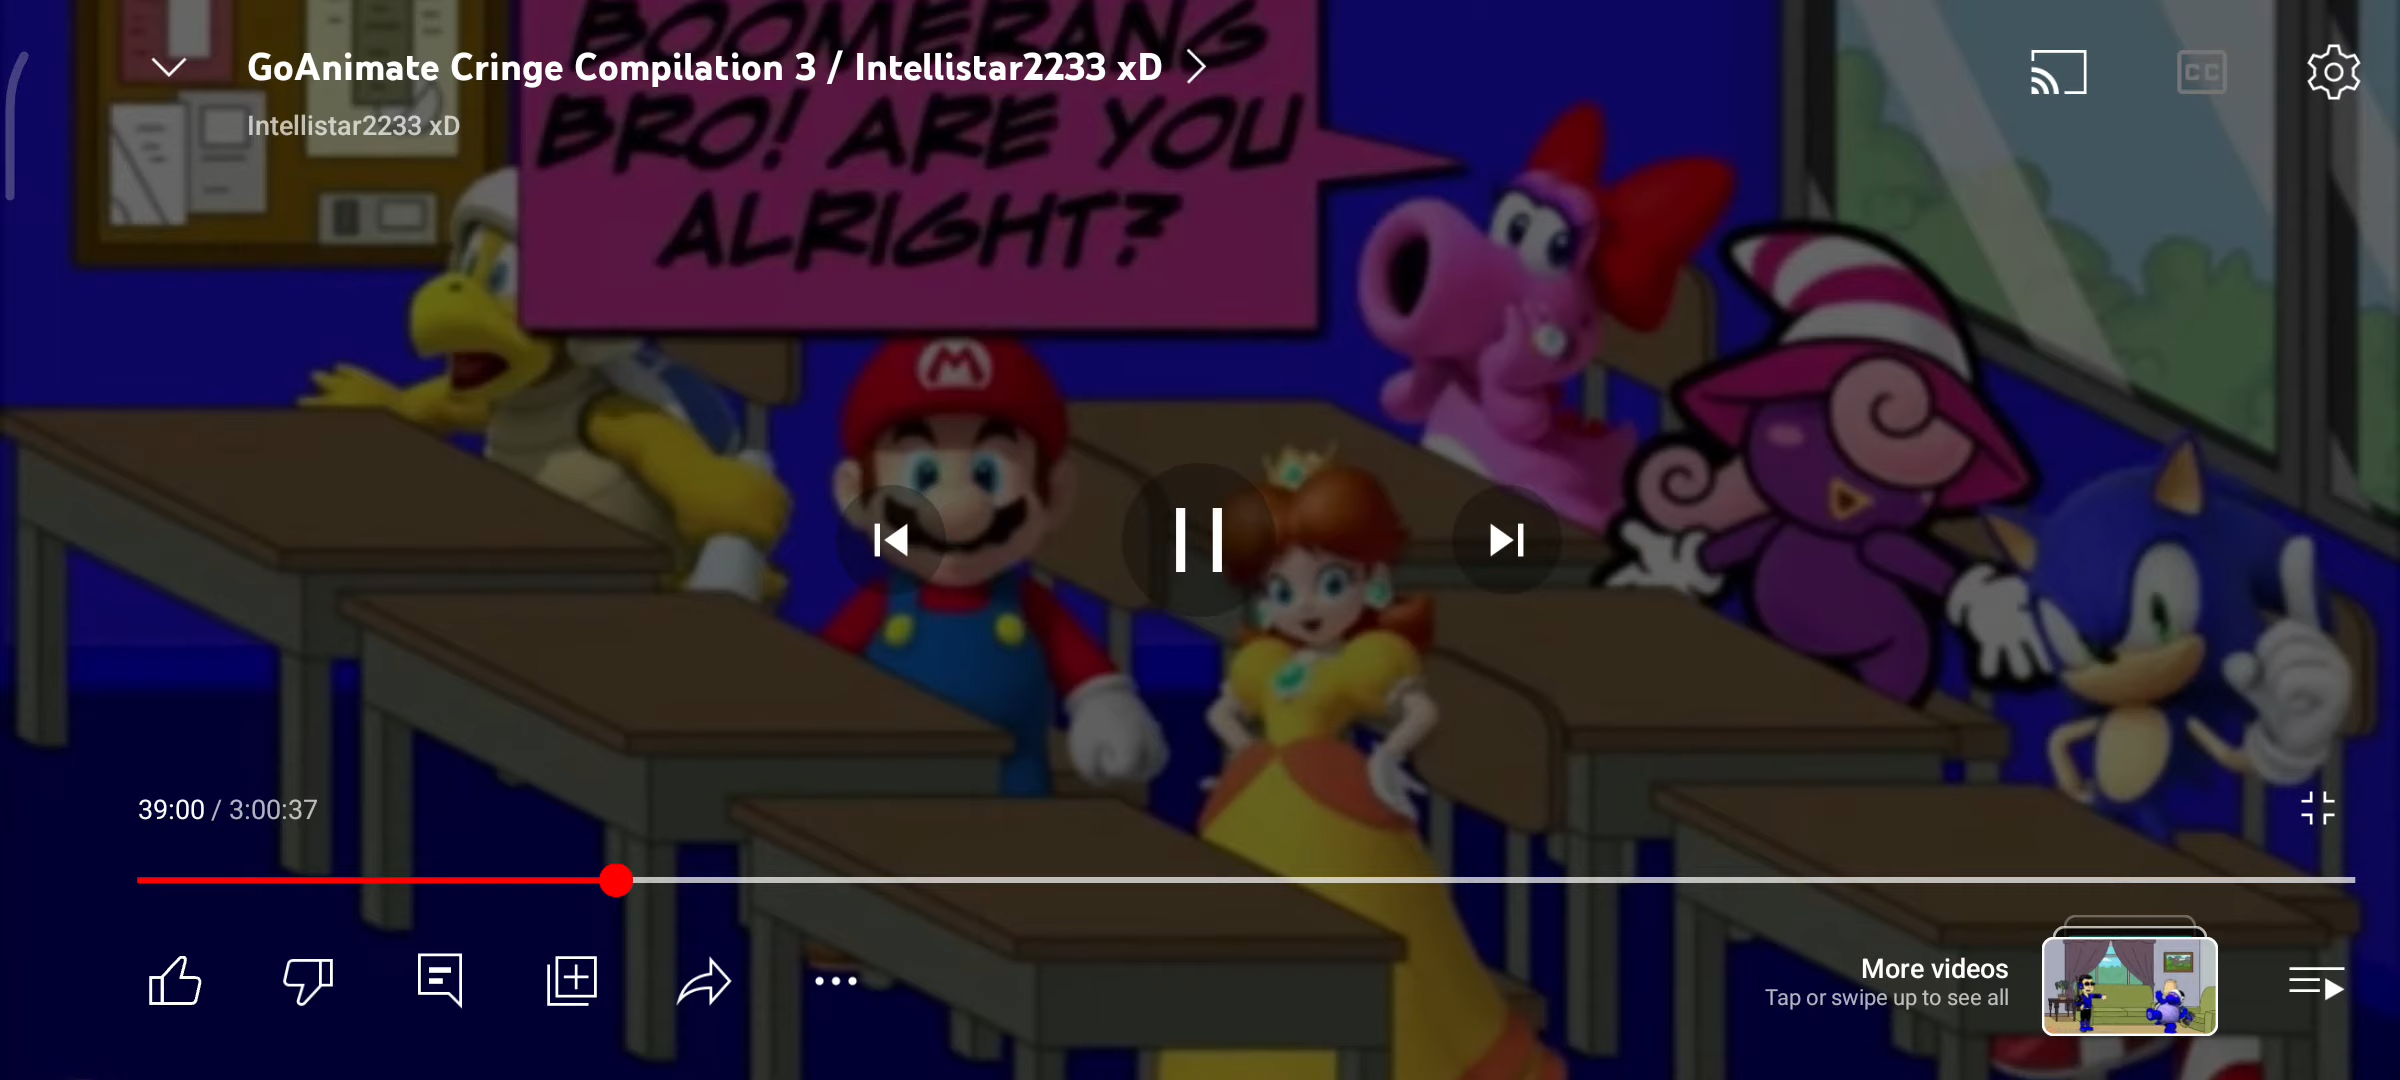 BOOMERANG
GoAnimate Cringe Compilation 3 / Intellistar2233 xD
CC
BRO! ARE YOU
Intellistar2233 xD
ALRIGHT?
M
39:00 / 3:00:37
More videos
Tap or swipe up to see all